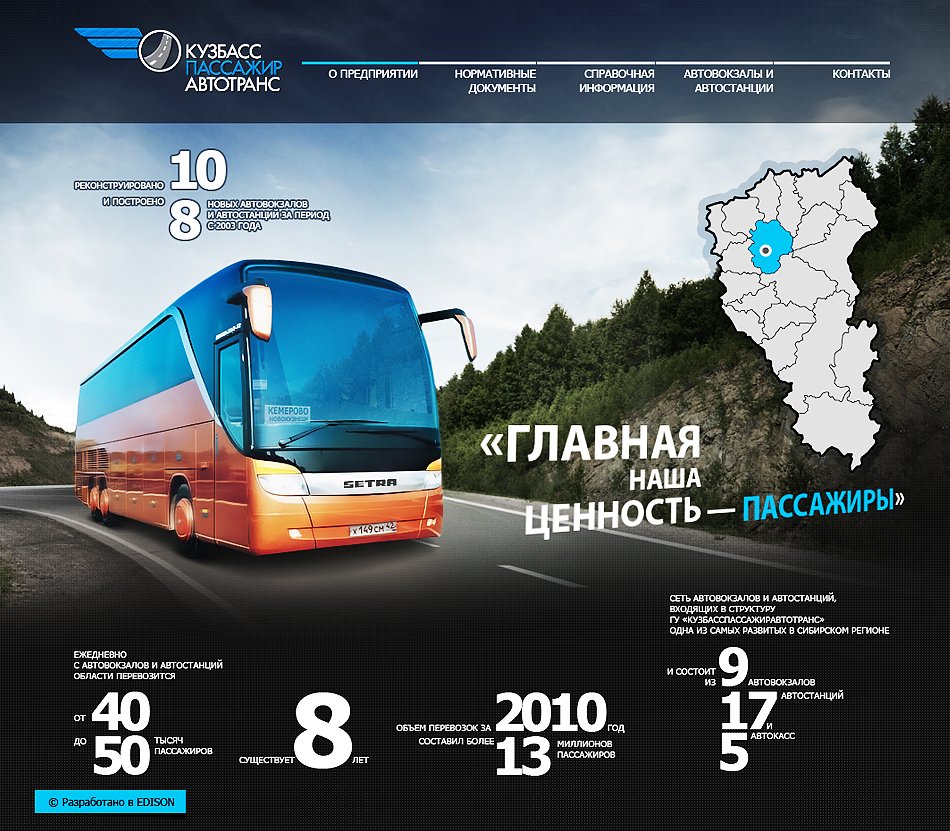 КУЗБАСС
ПАССАЖИР
АВТОТРАНС
О ПРЕДПРИЯТИИ
НОРМАТИВНЫЕ
ДОКУМЕНТЫ
СПРАВОЧНАЯ
ИНФОРМАЦИЯ
АВТОВОКЗАЛЫ И
АВТОСТАНЦИИ
КОНТАКТЫ
РЕКОНСТРУИРОВАНО 10
И ПОСТРОЕНО 8 НОВЫХ АВТОВОКЗАЛОВ
И АВТОСТАНЦИИ ЗА ПЕРИОД
С 2003 ГОДА
КЕМЕРОВО
НОВОКУЗНЕЦК
SETRA
х 149 СМ 42
«ГЛАВНАЯ
НАША
ЦЕННОСТЬ — ПАССАЖИРЫ»
СЕТЬ АВТОВОКЗАЛОВ И АВТОСТАНЦИЙ,
ВХОДЯЩИХ В СТРУКТУРУ
ГУ «КУЗБАССПАССАЖИРАВТОТРАНС»
ОДНА ИЗ САМЫХ РАЗВИТЫХ В СИБИРСКОМ РЕГИОНЕ
И СОСТОИТ
ИЗ 9 АВТОВОКЗАЛОВ
17 АВТОСТАНЦИЙ
И
5 АВТОКАСС
ЕЖЕДНЕВНО
С АВТОВОКЗАЛОВ И АВТОСТАНЦИЙ
ОБЛАСТИ ПЕРЕВОЗИТСЯ
ОТ 40
ДО 50 ТЫСЯЧ
ПАССАЖИРОВ
СУЩЕСТВУЕТ 8 ЛЕТ
ОБЪЕМ ПЕРЕВОЗОК ЗА 2010 ГОД
СОСТАВИЛ БОЛЕЕ 13 МИЛЛИОНОВ
ПАССАЖИРОВ
© Разработано в EDISON